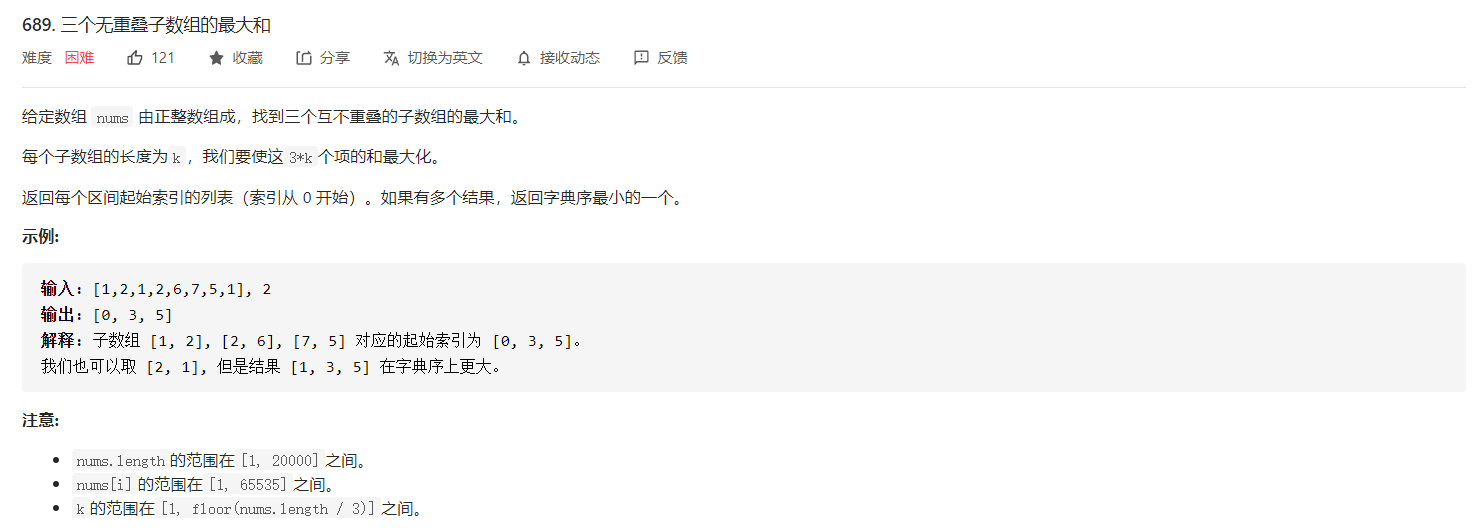 689. 三个无重叠子数组的最大和
难度 困难 121 收藏 分享 切换为英文 接收动态 反馈
给定数组 nums 由正整数组成，找到三个互不重叠的子数组的最大和。
每个子数组的长度为k，我们要使这3*k个项的和最大化。
返回每个区间起始索引的列表（索引从 0 开始）。如果有多个结果，返回字典序最小的一个。
示例:
输入: [1,2,1,2,6,7,5,1], 2
输出: [0, 3, 5]
解释: 子数组 [1, 2], [2, 6], [7, 5] 对应的起始索引为 [0, 3, 5]。
我们也可以取 [2, 1], 但是结果 [1, 3, 5] 在字典序上更大。
注意:
nums.length的范围在[1, 20000]之间。
nums[i]的范围在[1, 65535]之间。
k的范围在[1, floor(nums.length / 3)]之间。